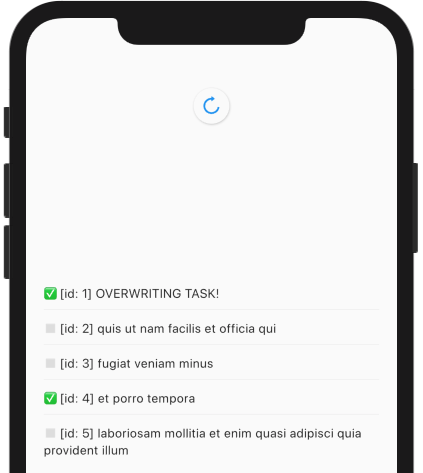 ✅ [id: 1] OVERWRITING TASK!
◻️ [id: 2] quis ut nam facilis et officia qui
◻️ [id: 3] fugiat veniam minus
✅ [id: 4] et porro tempora
◻️ [id: 5] laboriosam mollitia et enim quasi adipisci quia
provident illum